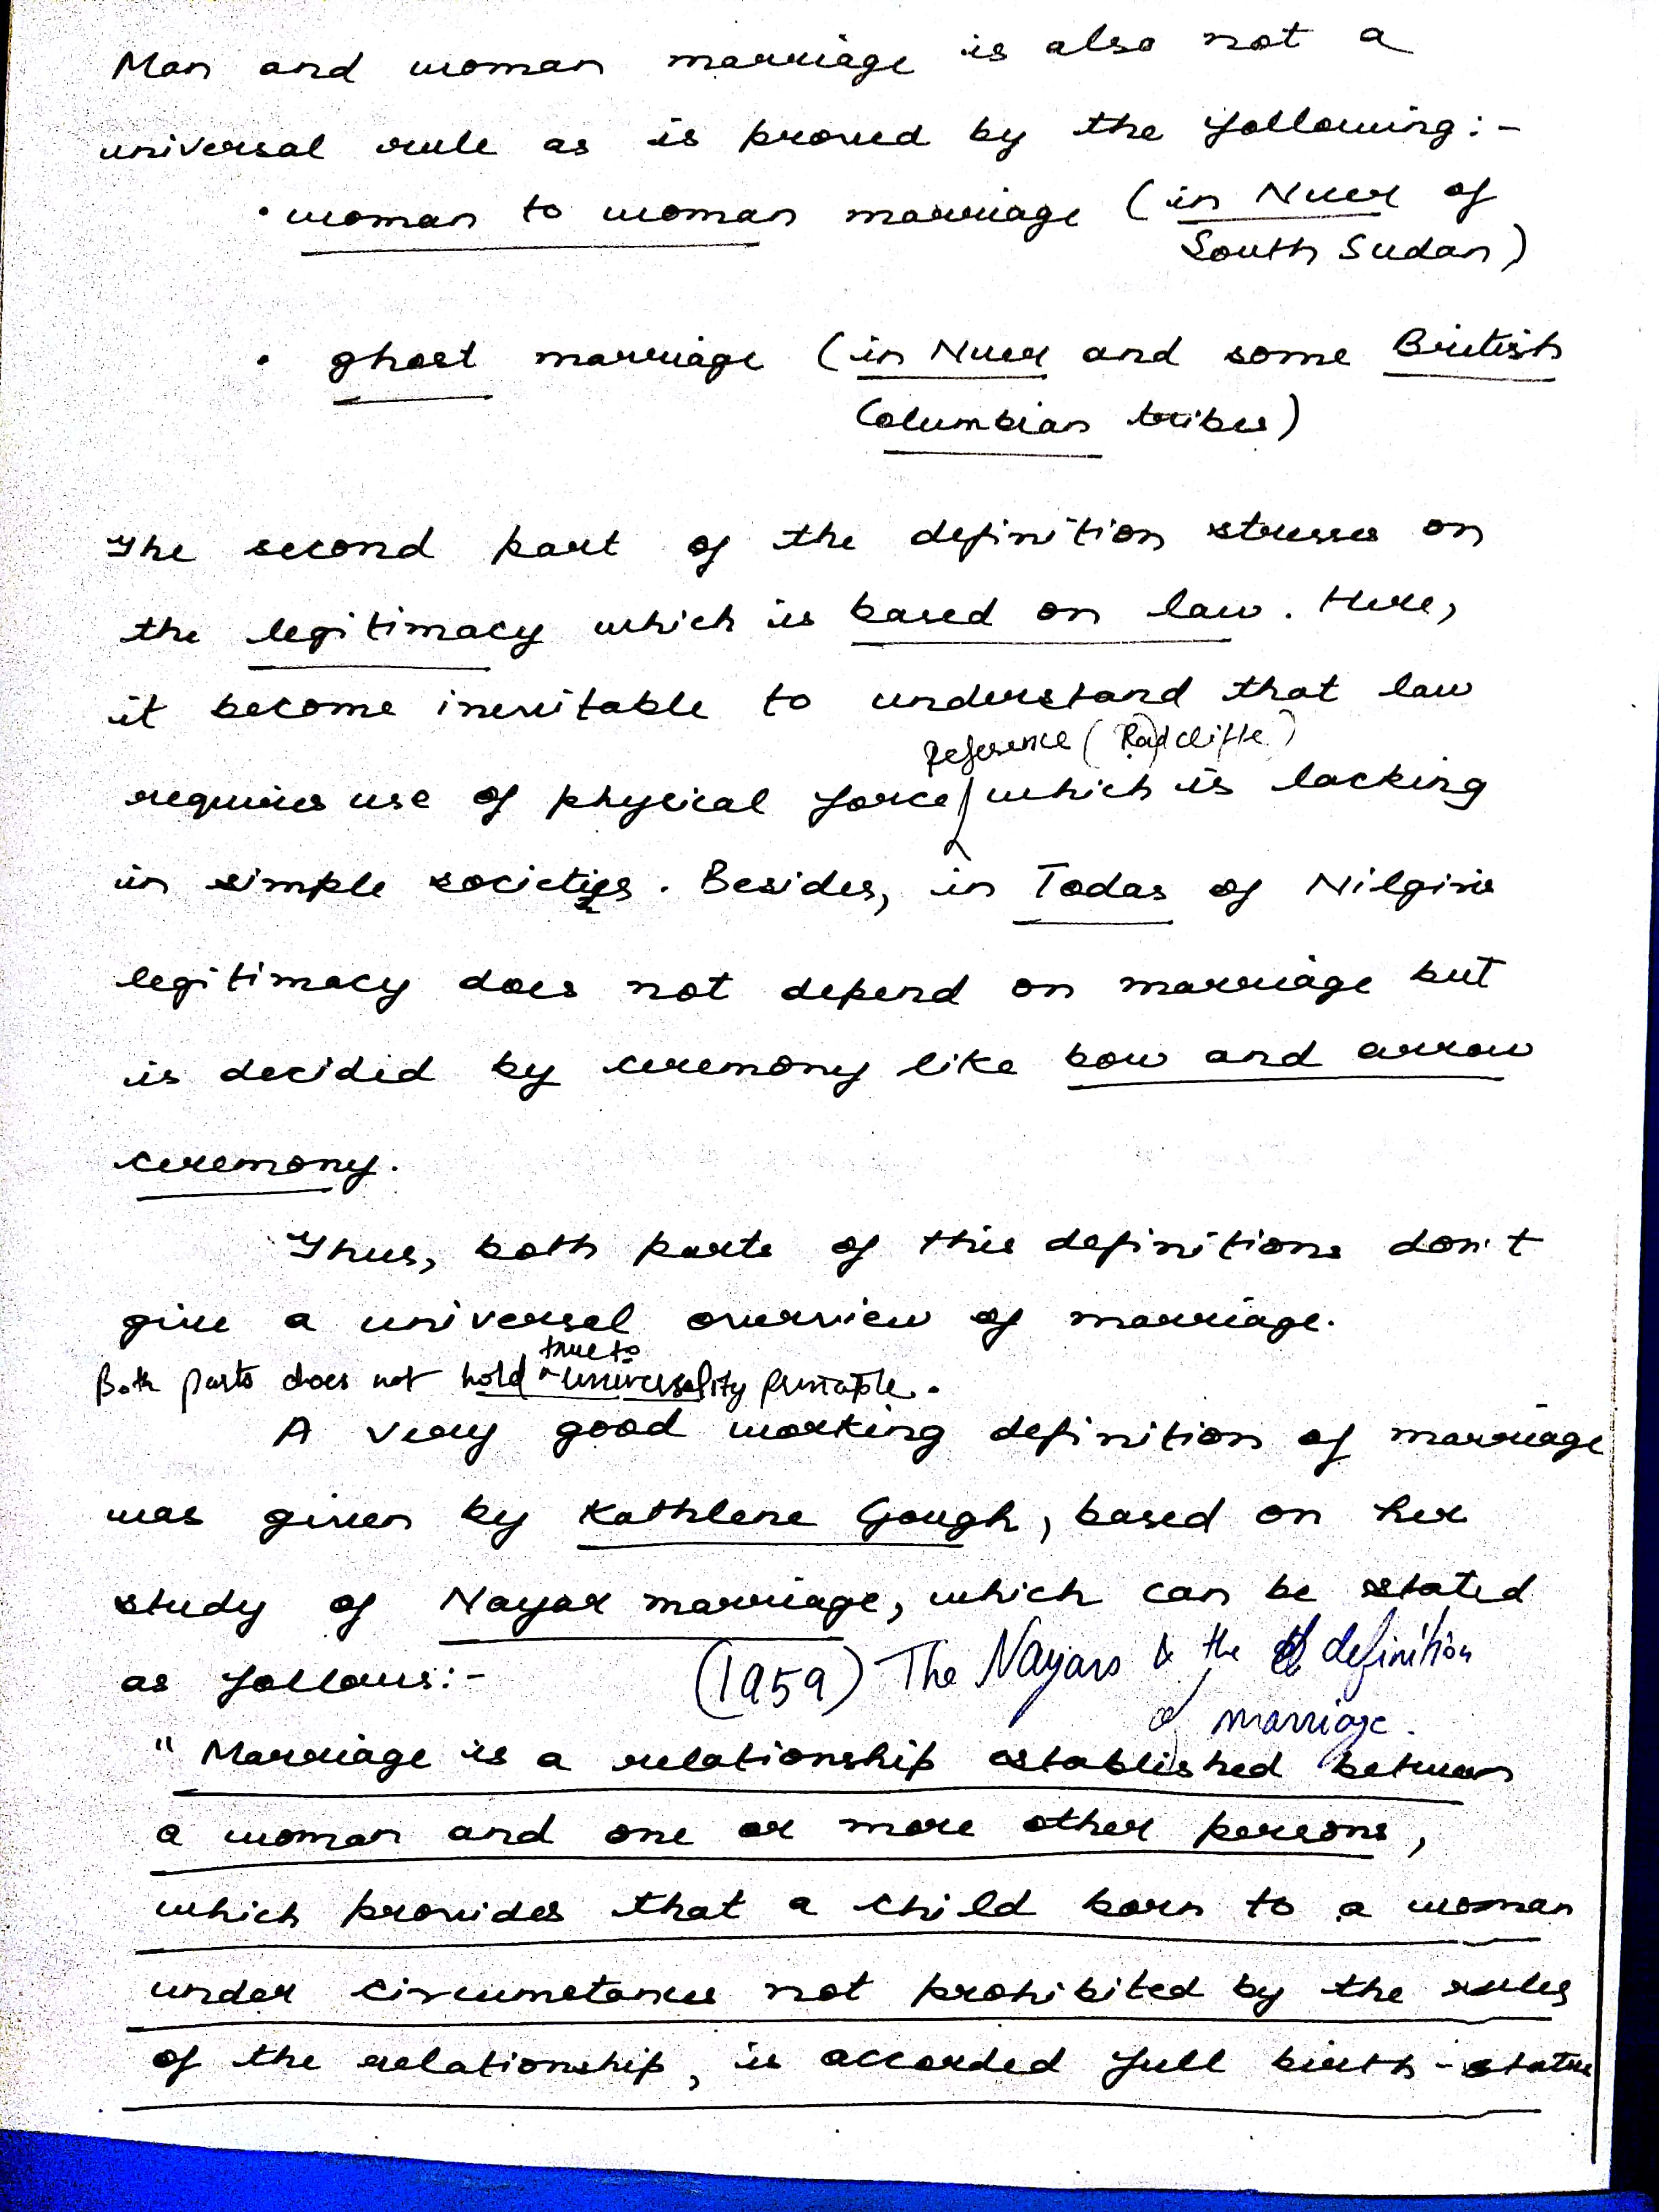 Man and woman marriage is also not a
universal rule as is proved by the following:-
• woman to woman marriage (in Nuer of
South Sudan)
• ghost marriage (in Nuer and some British
Columbian tribes)
The second part of the definition stresses on
the legitimacy which is based on law. Here,
it become inevitable to understand that law
Reference (Radcliffe)
requires use of physical force which is lacking
in simple societies. Besides, in Todas of Nilgiris
legitimacy does not depend on marriage but
is decided by ceremony like bow and arrow
ceremony.
Thus, both parts of this definitions don't
give a universal overview of marriage.
true to
Both parts does not hold universality principle.
A very good working definition of marriage
was given by Kathlene Gough, based on her
study of Nayar marriage, which can be stated
as follows:- (1959) The Nayars & the definition
of marriage.
"Marriage is a relationship established between
a woman and one or more other persons,
which provides that a child born to a woman
under circumstances not prohibited by the rules
of the relationship, is accorded full birth-status